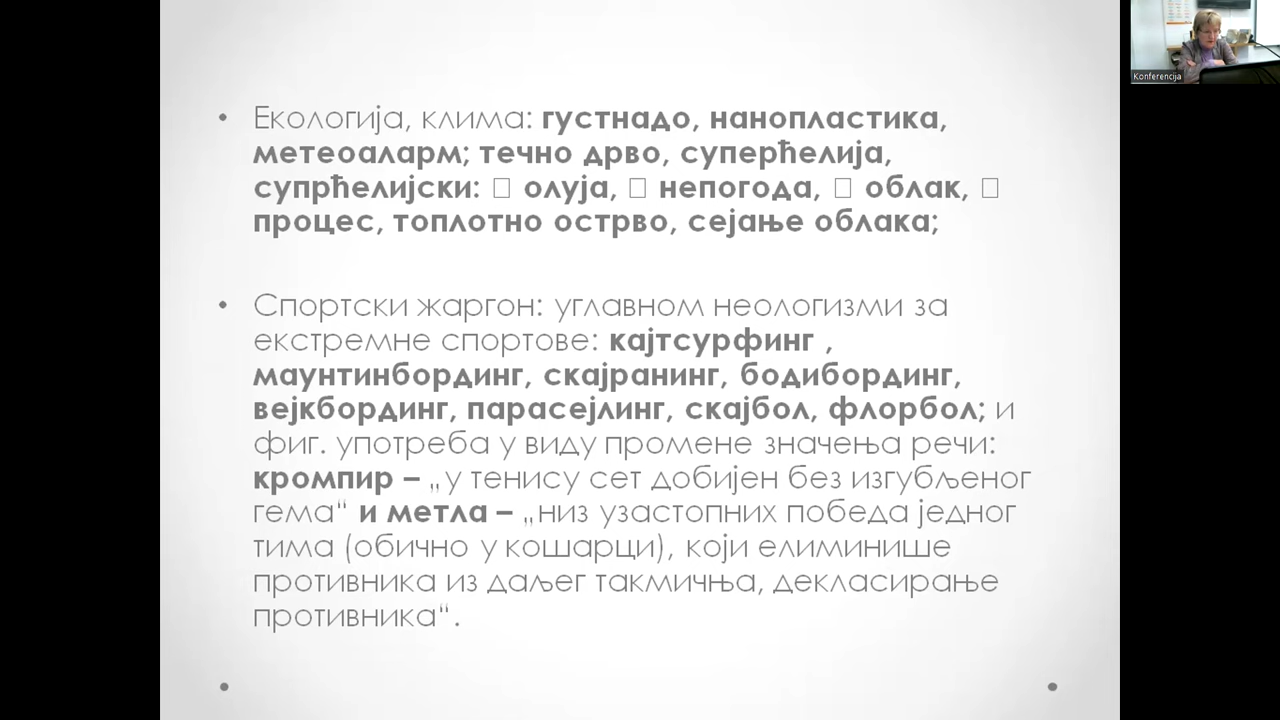 • Екологија, клима: густнадо, нанопластика,
метеоаларм; течно дрво, суперћелија,
супрћелијски: □ олуја, □ непогода, □ облак, □
процес, топлотно острво, сејање облака;
• Спортски жаргон: углавном неологизми за
екстремне спортове: кајтсурфинг ,
маунтинбординг, скајранинг, бодибординг,
вејкбординг, парасејлинг, скајбол, флорбол; и
фиг. употреба у виду промене значења речи:
кромпир – „у тенису сет добијен без изгубљеног
гема“ и метла – „низ узастопних победа једног
тима (обично у кошарци), који елиминише
противника из даљег такмичња, декласирање
противника“.
Konferencija